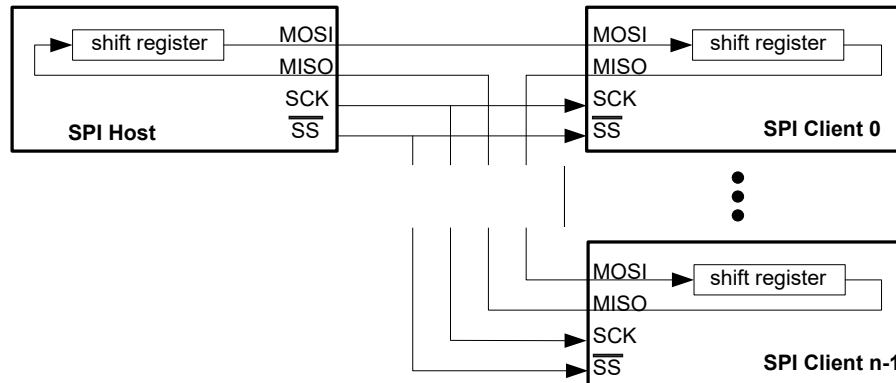 shift register
MOSI
MISO
SCK
SS
SPI Host
MOSI
shift register
MISO
SCK
SS
SPI Client 0
MOSI
shift register
MISO
SCK
SS
SPI Client n-1